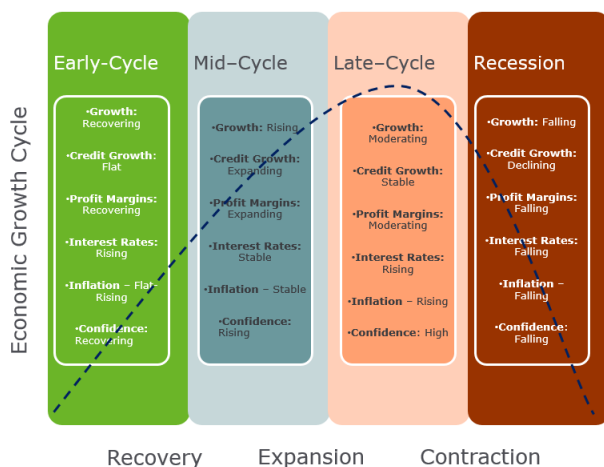 Early-Cycle
Mid–Cycle
Late–Cycle
Recession
Economic Growth Cycle
•Growth:
Recovering
•Credit Growth:
Flat
•Profit Margins:
Recovering
•Interest Rates:
Rising
•Inflation – Flat-
Rising
•Confidence:
Recovering
•Growth: Rising
•Credit Growth:
Expanding
•Profit Margins:
Expanding
•Interest Rates:
Stable
•Inflation – Stable
•Confidence:
Rising
•Growth:
Moderating
•Credit Growth:
Stable
•Profit Margins:
Moderating
•Interest Rates:
Rising
•Inflation – Rising
•Confidence: High
•Growth: Falling
•Credit Growth:
Declining
•Profit Margins:
Falling
•Interest Rates:
Falling
•Inflation –
Falling
•Confidence:
Falling
Recovery
Expansion
Contraction